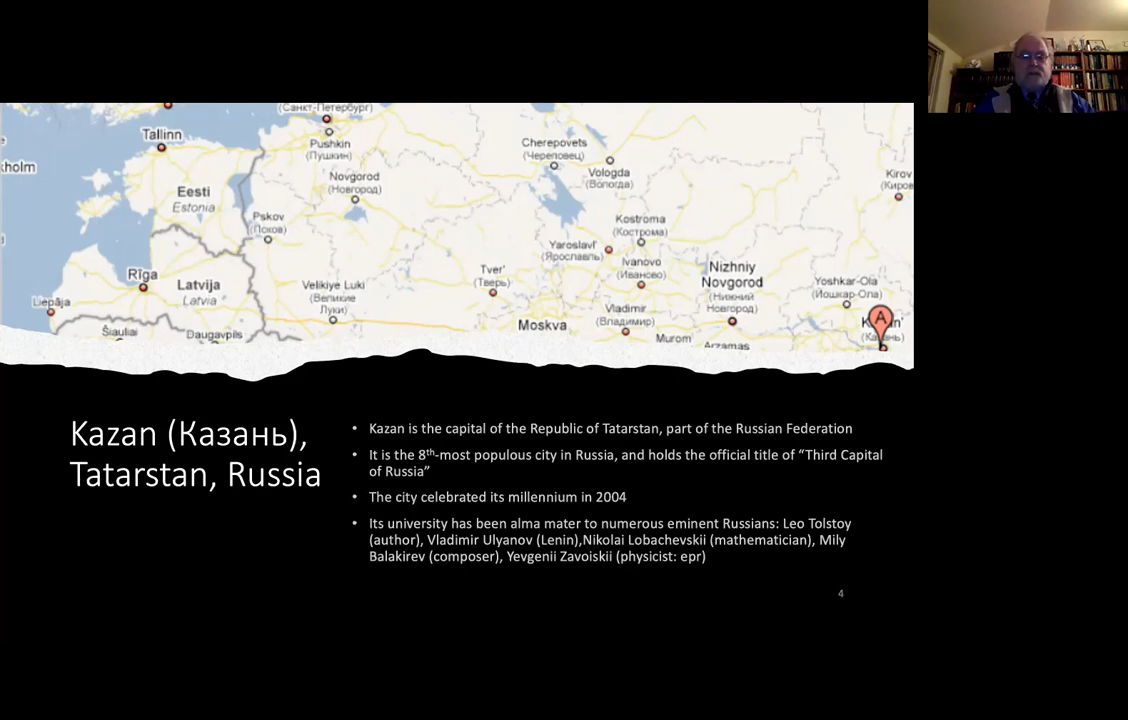 (Санкт-Петербург)
Tallinn
Pushkin
(Пушкин)
Cherepovets
(Череповец)
Vologda
(Вологда)
Kirov
Novgorod
(Новгород)
Eesti
Estonia
Pskov
(Псков)
Kostroma
(Кострома)
Yaroslavl'
(Ярославль)
Ivanovo
(Иваново)
Nizhniy
Novgorod
(Нижний
Новгород)
Rīga
Latvija
Latvia
Tver'
(Тверь)
Velikiye Luki
(Великие
Луки)
Yoshkar-Ola
(Йошкар-Ола)
Liepāja
Vladimir
(Владимир)
Moskva
A
(Казань)
Šiauliai
Daugavpils
Murom
Arzamas
Kazan (Казань),
Tatarstan, Russia
• Kazan is the capital of the Republic of Tatarstan, part of the Russian Federation
• It is the 8th-most populous city in Russia, and holds the official title of “Third Capital
of Russia”
• The city celebrated its millennium in 2004
• Its university has been alma mater to numerous eminent Russians: Leo Tolstoy
(author), Vladimir Ulyanov (Lenin),Nikolai Lobachevskii (mathematician), Mily
Balakirev (composer), Yevgenii Zavoiskii (physicist: epr)
4